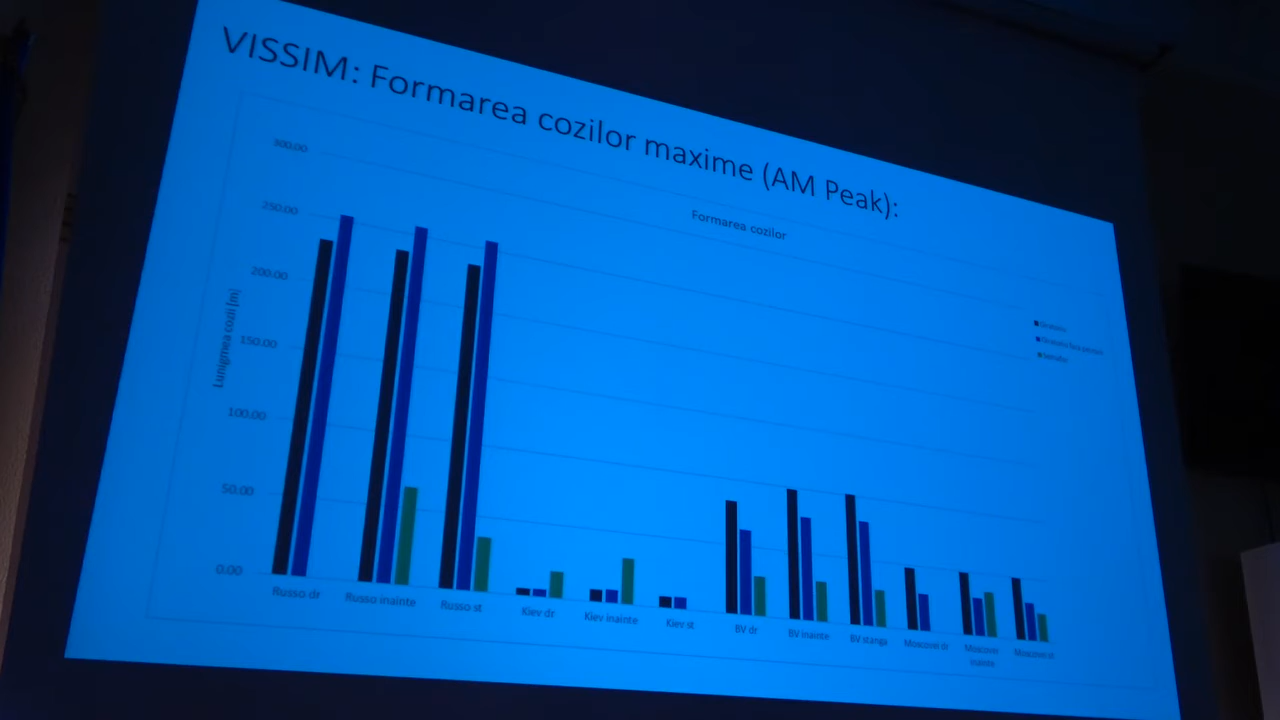 VISSIM: Formarea cozilor maxime (AM Peak):
Formarea cozilor
Lunigmea cozii [m]
300.00
250.00
200.00
150.00
100.00
50.00
0.00
Russo dr
Russo inainte
Russo st
Kiev dr
Kiev inainte
Kiev st
BV dr
BV inainte
BV stanga
Moscovei dr
Moscovei
inainte
Moscovei st